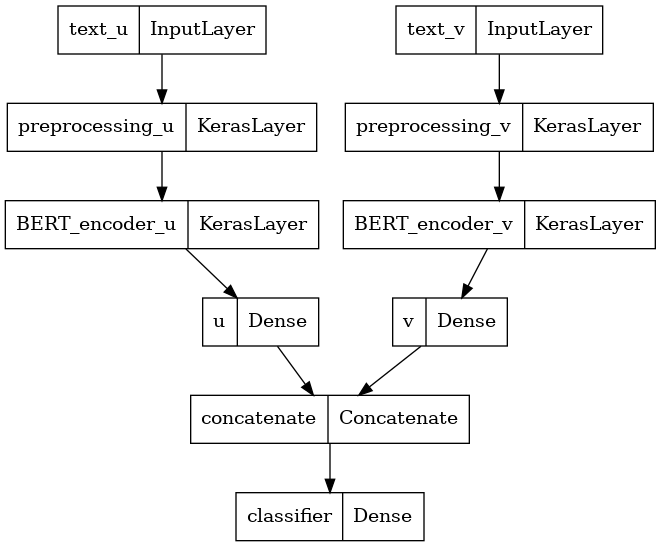 text_u InputLayer
text_v InputLayer
preprocessing_u KerasLayer
preprocessing_v KerasLayer
BERT_encoder_u KerasLayer
BERT_encoder_v KerasLayer
u Dense
v Dense
concatenate Concatenate
classifier Dense